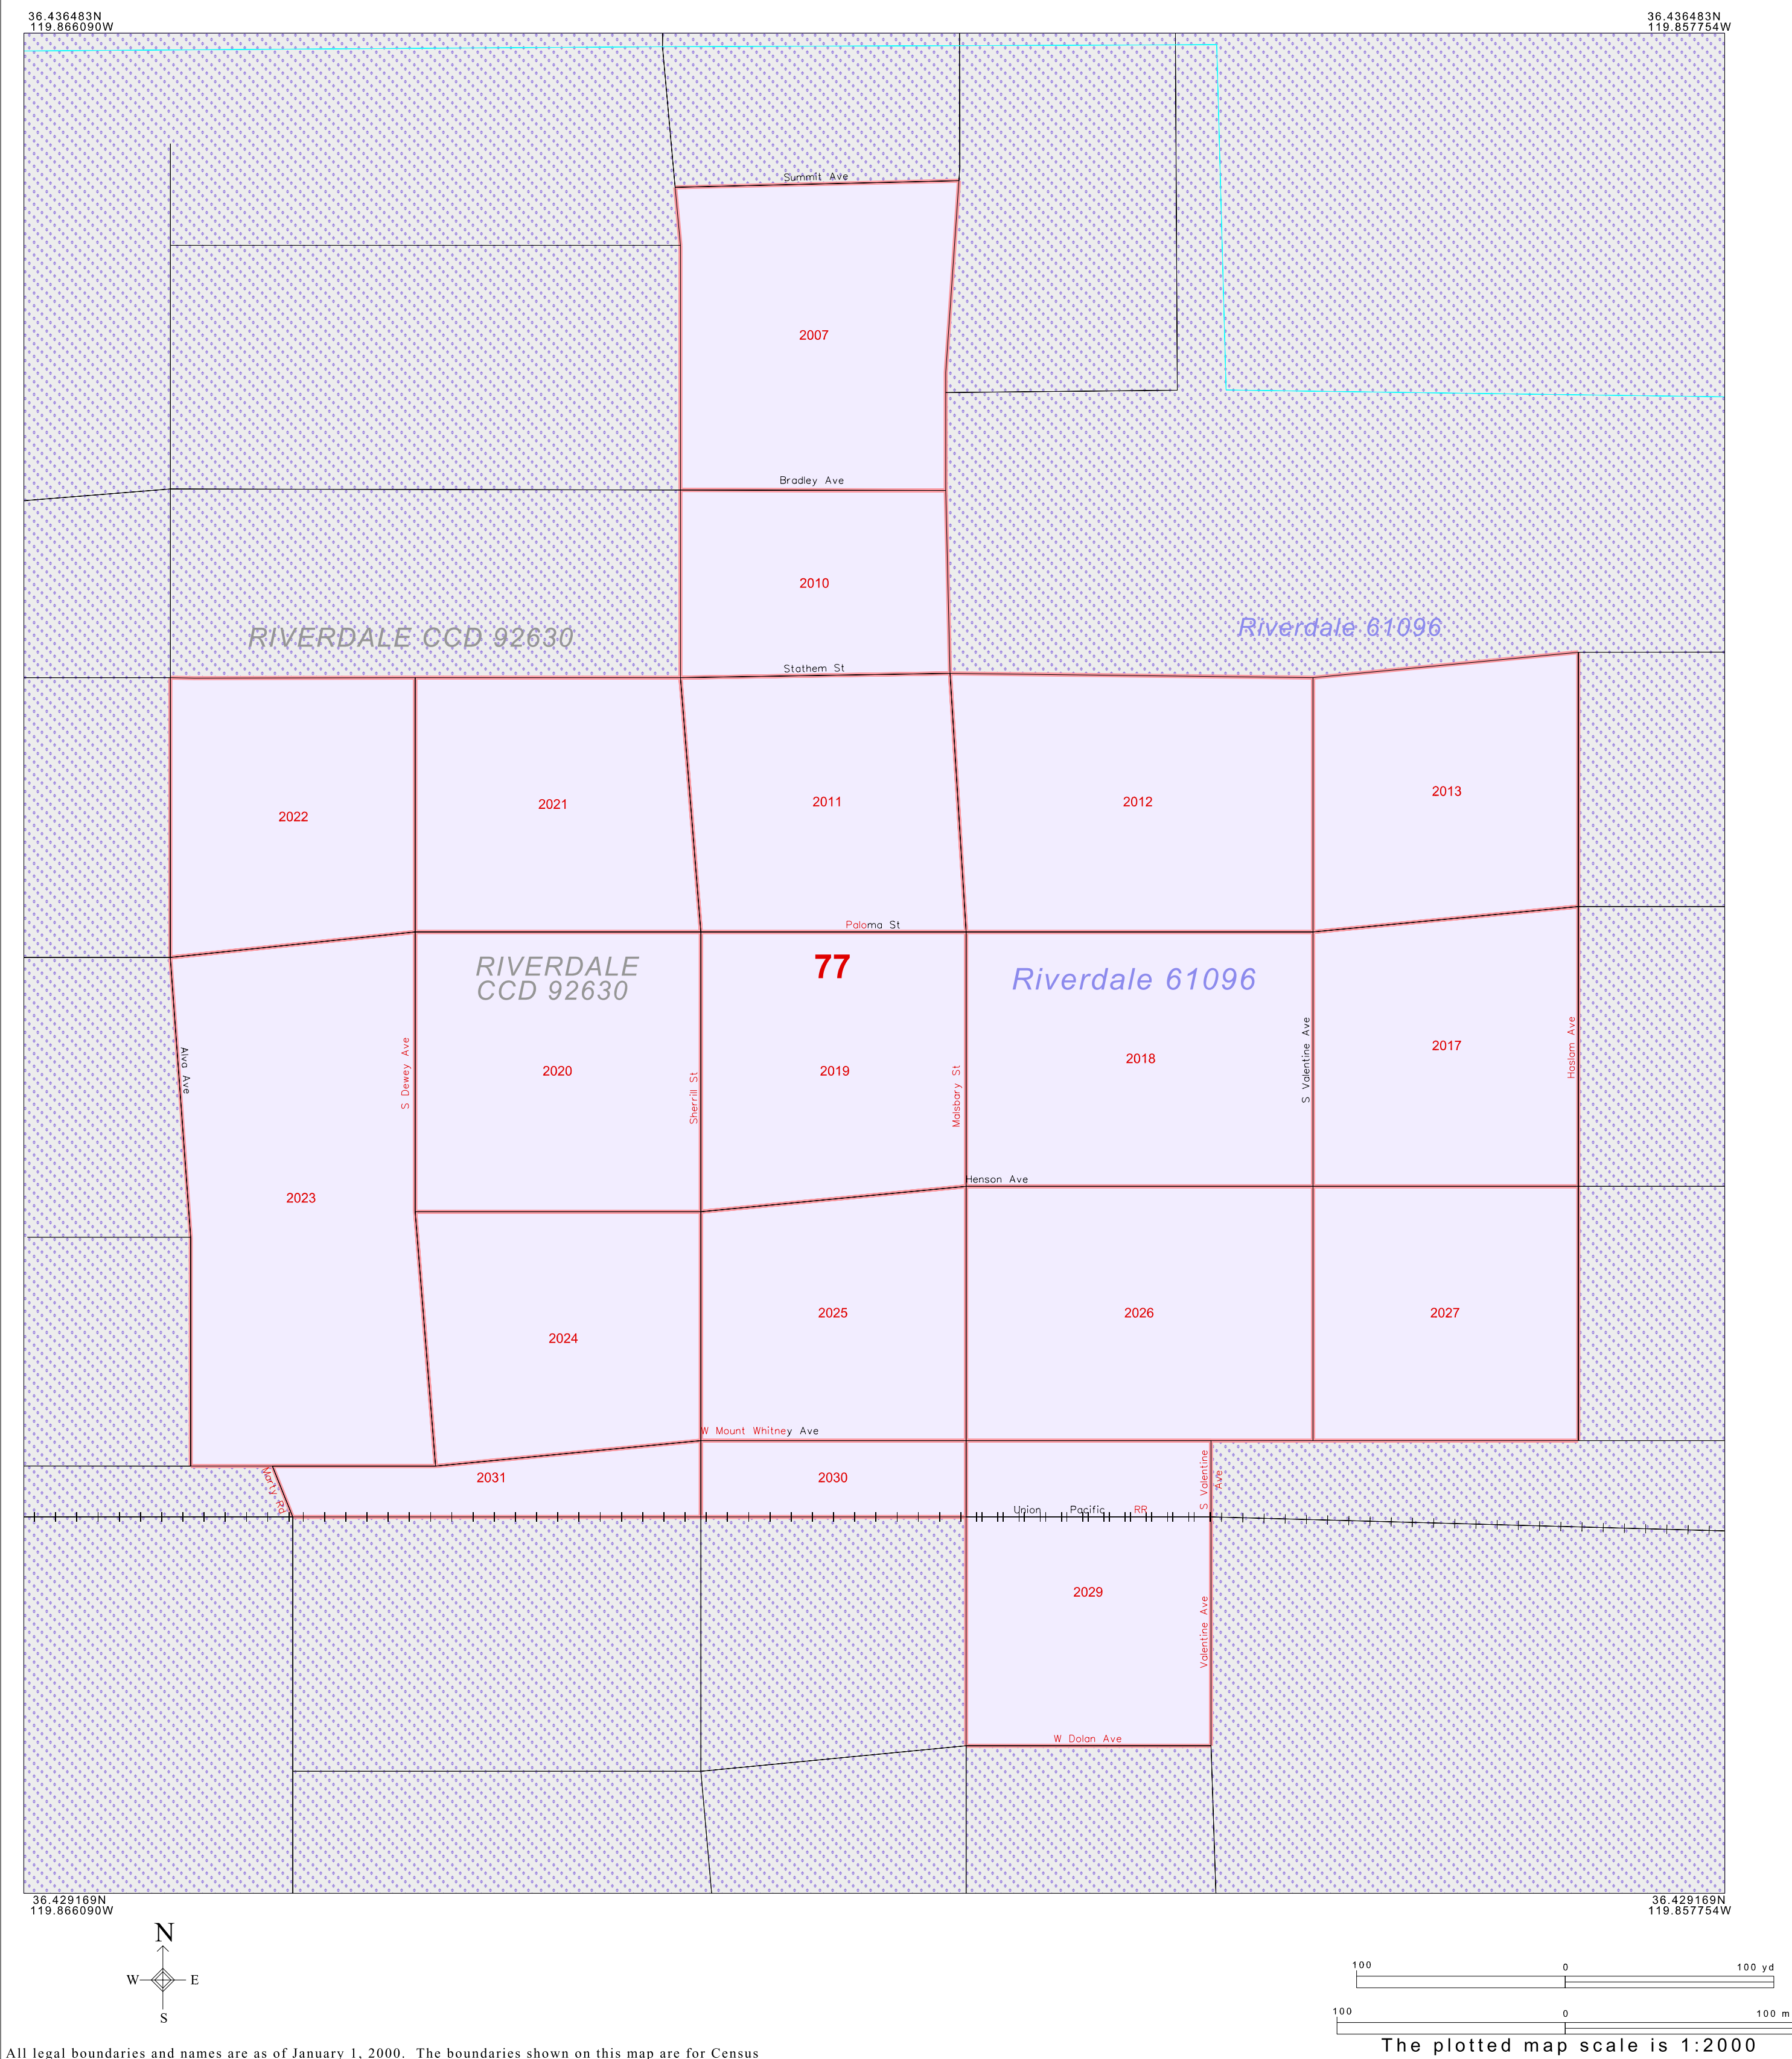 36.436483N
119.866090W
36.436483N
119.857754W
Summit Ave
2007
Bradley Ave
2010
RIVERDALE CCD 92630
Riverdale 61096
Stathem St
2022
2021
2011
2012
2013
Paloma St
77
RIVERDALE
CCD 92630
Riverdale 61096
Alva Ave
S Dewey Ave
2020
Sherrill St
2019
Malsbary St
2018
S Valentine Ave
2017
Haslam Ave
2023
Henson Ave
2024
2025
2026
2027
W Mount Whitney Ave
Marty Rd
2031
2030
S Valentine
Ave
Union Pacific RR
2029
Valentine Ave
W Dolan Ave
36.429169N
119.866090W
36.429169N
119.857754W
N
W E
S
100 0 100 yd
100 0 100 m
The plotted map scale is 1:2000
All legal boundaries and names are as of January 1, 2000. The boundaries shown on this map are for Census